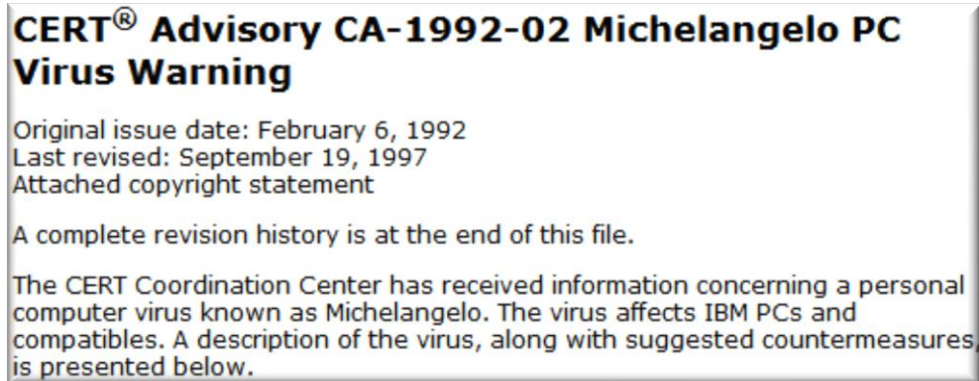 CERT® Advisory CA-1992-02 Michelangelo PC
Virus Warning
Original issue date: February 6, 1992
Last revised: September 19, 1997
Attached copyright statement
A complete revision history is at the end of this file.
The CERT Coordination Center has received information concerning a personal
computer virus known as Michelangelo. The virus affects IBM PCs and
compatibles. A description of the virus, along with suggested countermeasures,
is presented below.